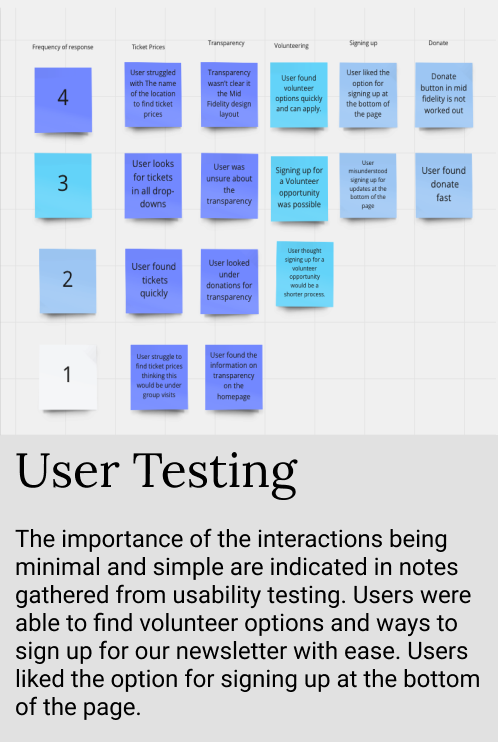 Frequency of response
Ticket Prices
Transparency
Volunteering
Signing up
Donate
4
User struggled
with The name
of the location
to find ticket
prices
Transparency
wasn't clear it
the Mid
Fidelity design
layout
User found
volunteer
options quickly
and can apply.
User liked the
option for
signing up at
the bottom of
the page
Donate
button in mid
fidelity is not
worked out
3
User looks
for tickets
in all drop-
downs
User was
unsure about
the
transparency
Signing up for
a Volunteer
opportunity
was possible
User
misunderstood
signing up for
updates at the
bottom of the
page
User found
donate
fast
2
User found
tickets
quickly
User looked
under
donations for
transparency
User thought
signing up for a
volunteer
opportunity
would be a
shorter process.
1
User struggle to
find ticket prices
thinking this
would be under
group visits
User found the
information on
transparency
on the
homepage
User Testing
The importance of the interactions being
minimal and simple are indicated in notes
gathered from usability testing. Users were
able to find volunteer options and ways to
sign up for our newsletter with ease. Users
liked the option for signing up at the bottom
of the page.